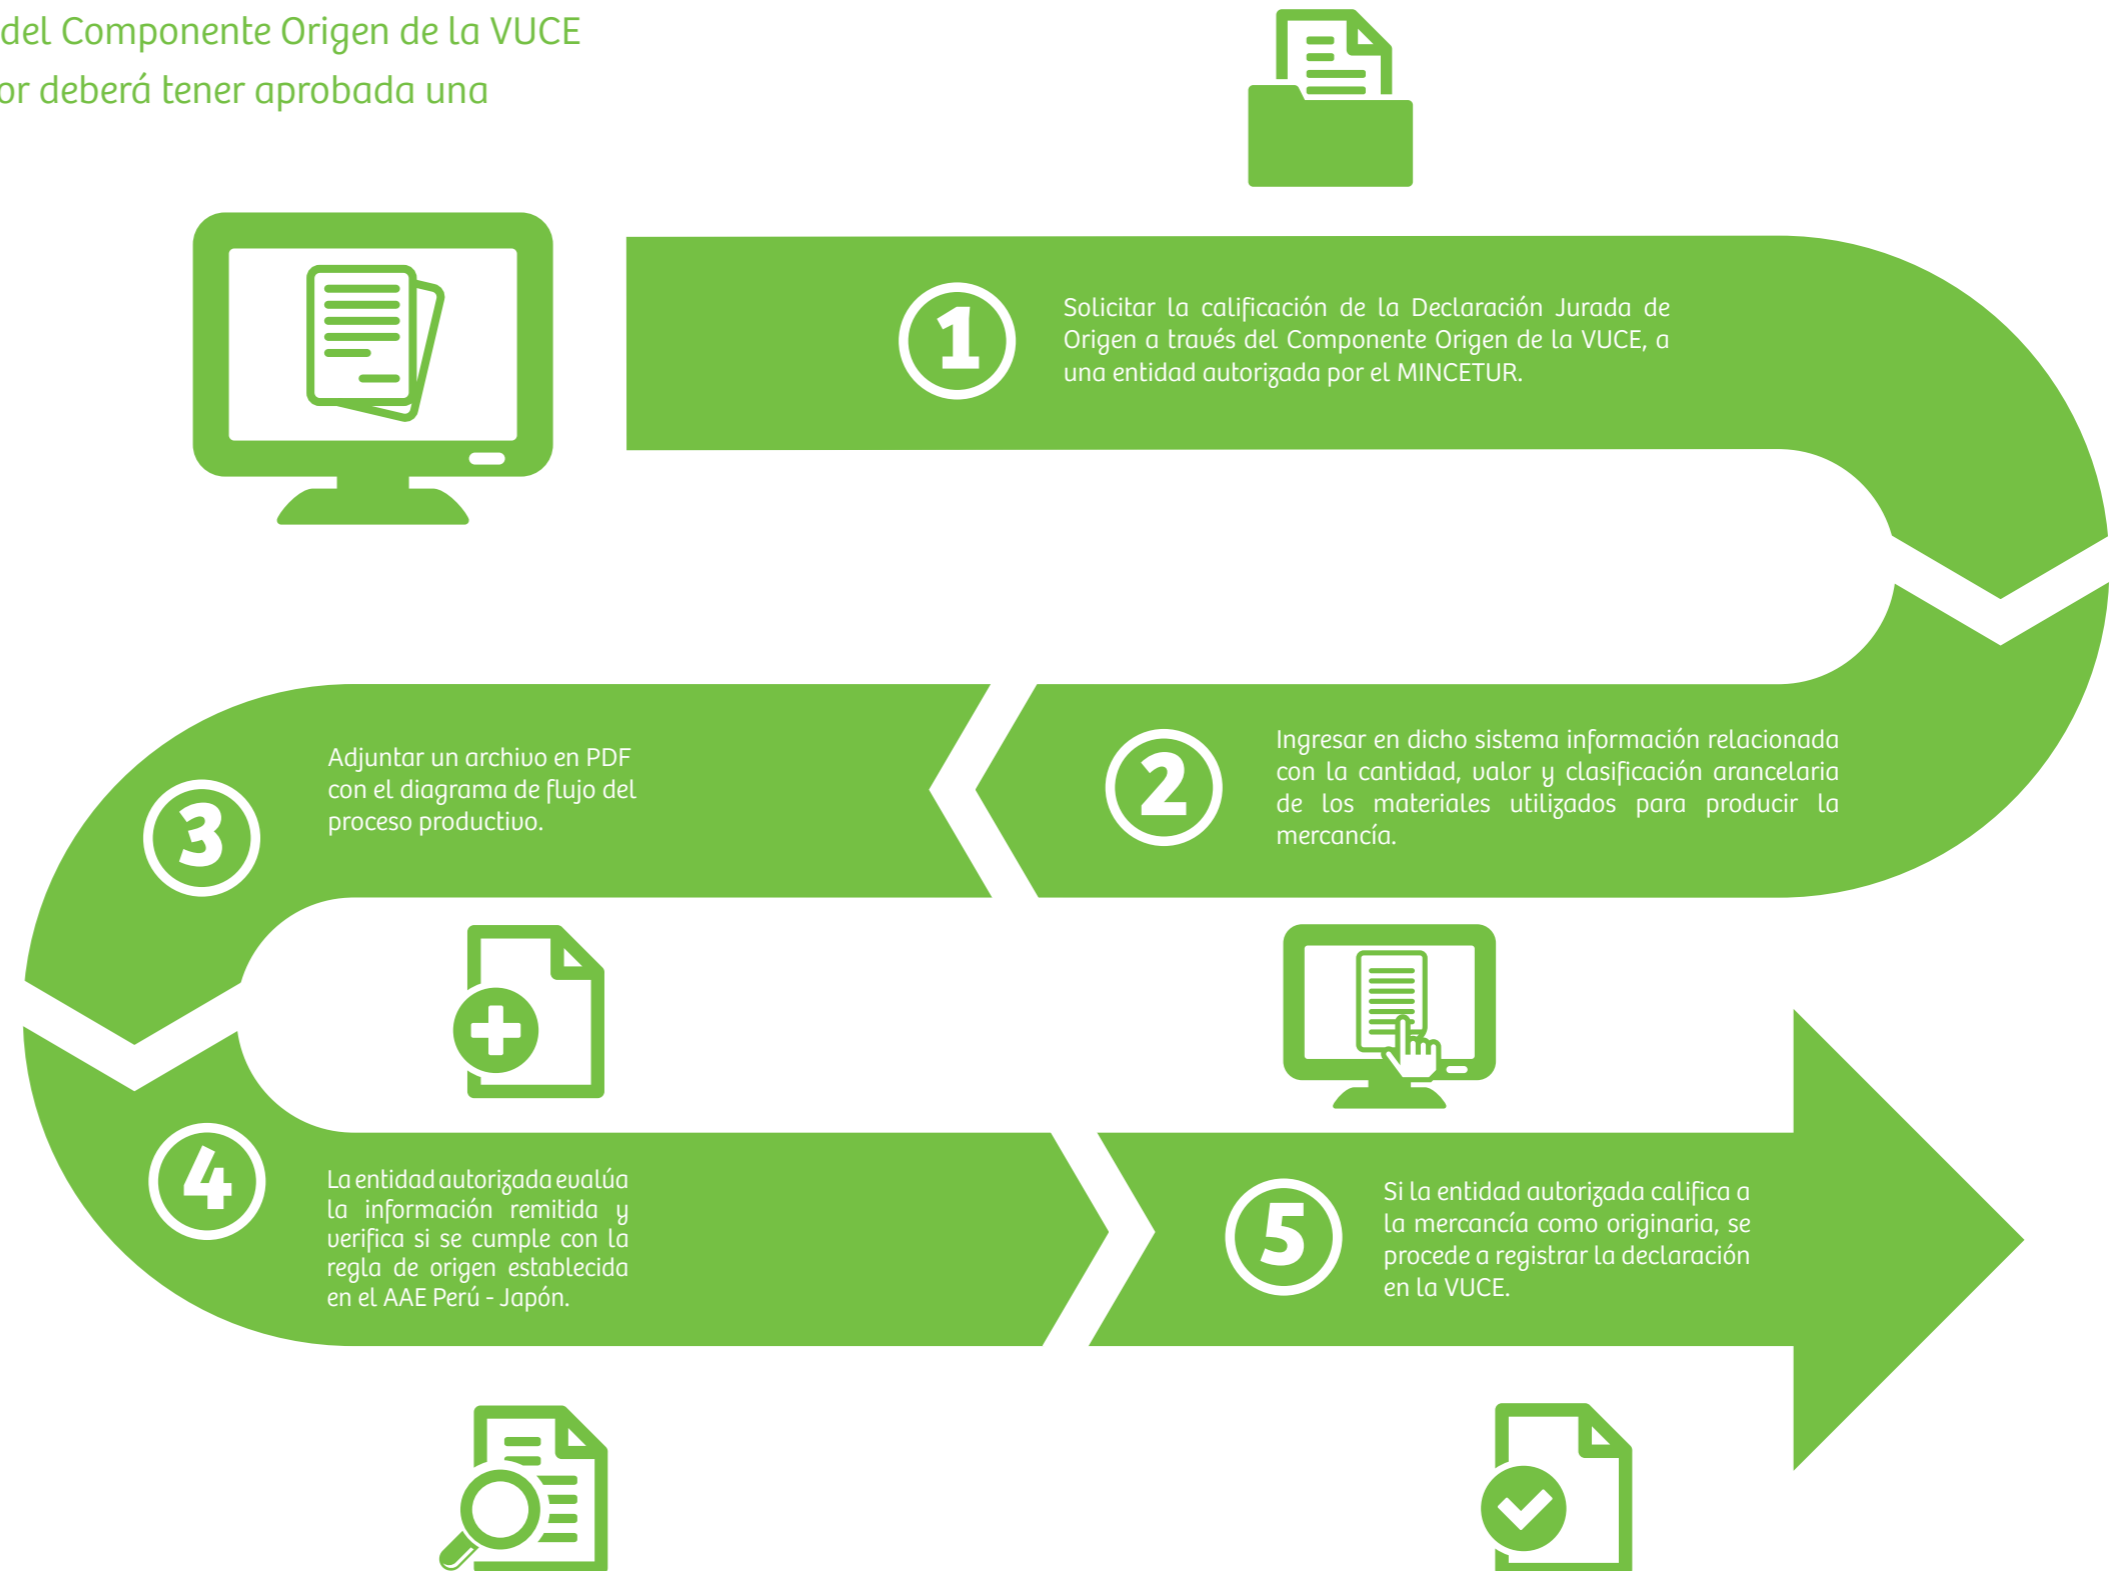 del Componente Origen de la VUCE
or deberá tener aprobada una
1
Solicitar la calificación de la Declaración Jurada de
Origen a través del Componente Origen de la VUCE, a
una entidad autorizada por el MINCETUR.
2
Ingresar en dicho sistema información relacionada
con la cantidad, valor y clasificación arancelaria
de los materiales utilizados para producir la
mercancía.
3
Adjuntar un archivo en PDF
con el diagrama de flujo del
proceso productivo.
4
La entidad autorizada evalúa
la información remitida y
verifica si se cumple con la
regla de origen establecida
en el AAE Perú - Japón.
5
Si la entidad autorizada califica a
la mercancía como originaria, se
procede a registrar la declaración
en la VUCE.